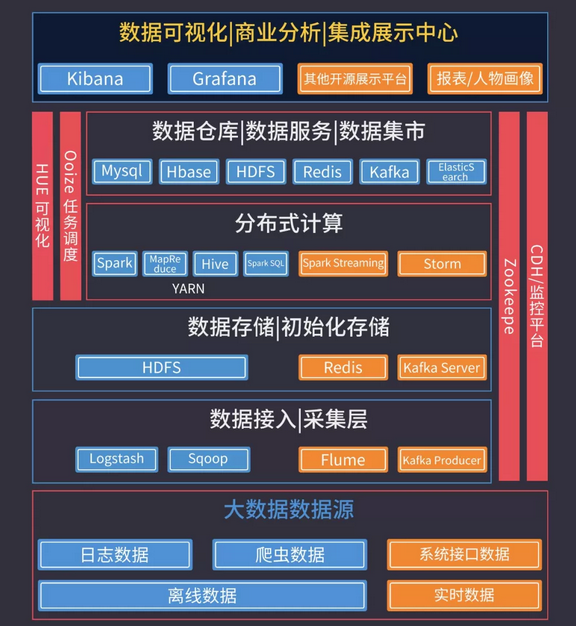 数据可视化|商业分析|集成展示中心
Kibana
Grafana
其他开源展示平台
报表/人物画像
HUE 可视化
Ooize 任务调度
数据仓库|数据服务|数据集市
Mysql
Hbase
HDFS
Redis
Kafka
ElasticS
earch
分布式计算
Spark
MapRe
duce
Hive
Spark SQL
Spark Streaming
Storm
YARN
Zookeepe
CDH/监控平台
数据存储|初始化存储
HDFS
Redis
Kafka Server
数据接入|采集层
Logstash
Sqoop
Flume
Kafka Producer
大数据数据源
日志数据
爬虫数据
系统接口数据
离线数据
实时数据